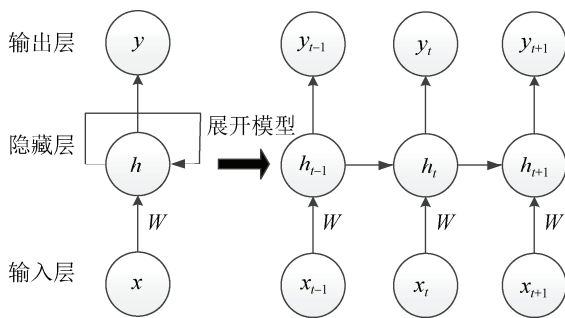 输出层 y y_{t-1} y_t y_{t+1}
展开模型
隐藏层 h h_{t-1} h_t h_{t+1}
W W W W
输入层 x x_{t-1} x_t x_{t+1}